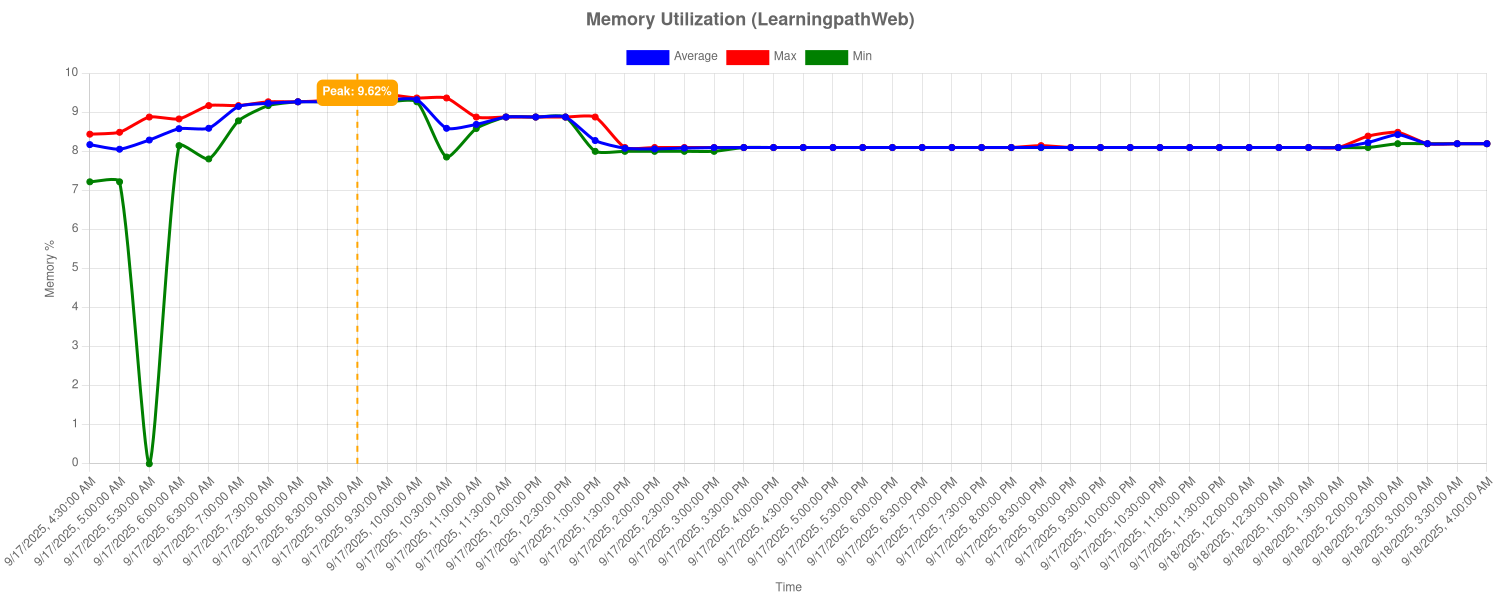 Memory Utilization (LearningpathWeb)
Average Max Min
Peak: 9.62%
10
9
8
7
6
5
4
3
2
1
0
Memory %
9/17/2025, 4:30:00 AM
9/17/2025, 5:00:00 AM
9/17/2025, 5:30:00 AM
9/17/2025, 6:00:00 AM
9/17/2025, 6:30:00 AM
9/17/2025, 7:00:00 AM
9/17/2025, 7:30:00 AM
9/17/2025, 8:00:00 AM
9/17/2025, 8:30:00 AM
9/17/2025, 9:00:00 AM
9/17/2025, 9:30:00 AM
9/17/2025, 10:00:00 AM
9/17/2025, 10:30:00 AM
9/17/2025, 11:00:00 AM
9/17/2025, 11:30:00 AM
9/17/2025, 12:00:00 PM
9/17/2025, 12:30:00 PM
9/17/2025, 1:00:00 PM
9/17/2025, 1:30:00 PM
9/17/2025, 2:00:00 PM
9/17/2025, 2:30:00 PM
9/17/2025, 3:00:00 PM
9/17/2025, 3:30:00 PM
9/17/2025, 4:00:00 PM
9/17/2025, 4:30:00 PM
9/17/2025, 5:00:00 PM
9/17/2025, 5:30:00 PM
9/17/2025, 6:00:00 PM
9/17/2025, 6:30:00 PM
9/17/2025, 7:00:00 PM
9/17/2025, 7:30:00 PM
9/17/2025, 8:00:00 PM
9/17/2025, 8:30:00 PM
9/17/2025, 9:00:00 PM
9/17/2025, 9:30:00 PM
9/17/2025, 10:00:00 PM
9/17/2025, 10:30:00 PM
9/17/2025, 11:00:00 PM
9/17/2025, 11:30:00 PM
9/18/2025, 12:00:00 AM
9/18/2025, 12:30:00 AM
9/18/2025, 1:00:00 AM
9/18/2025, 1:30:00 AM
9/18/2025, 2:00:00 AM
9/18/2025, 2:30:00 AM
9/18/2025, 3:00:00 AM
9/18/2025, 3:30:00 AM
9/18/2025, 4:00:00 AM
Time